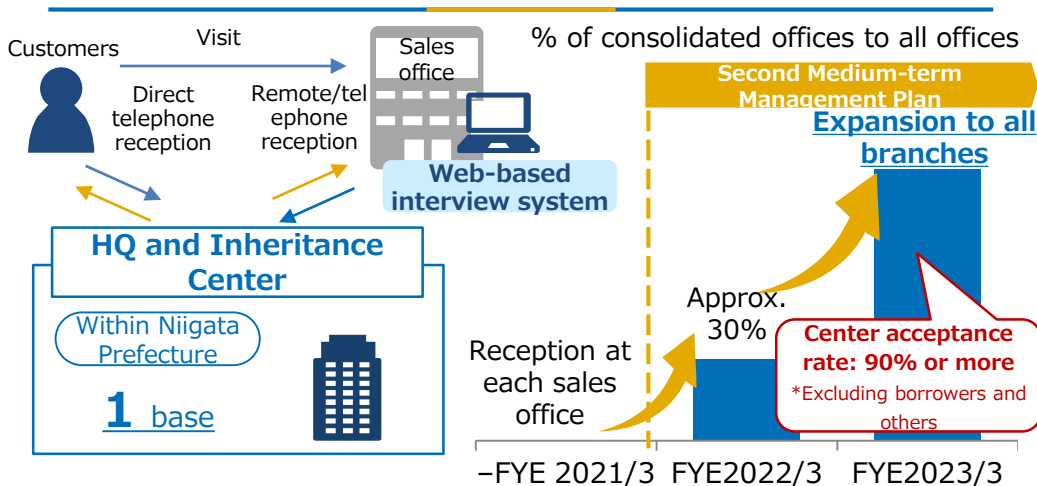 Customers
Visit
Sales
office
Direct
telephone
reception
Remote/tel
ephone
reception
Web-based
interview system
HQ and Inheritance
Center
Within Niigata
Prefecture
1 base
% of consolidated offices to all offices
Second Medium-term
Management Plan
Expansion to all
branches
Approx.
30%
Reception at
each sales
office
Center acceptance
rate: 90% or more
*Excluding borrowers and
others
–FYE 2021/3
FYE2022/3
FYE2023/3